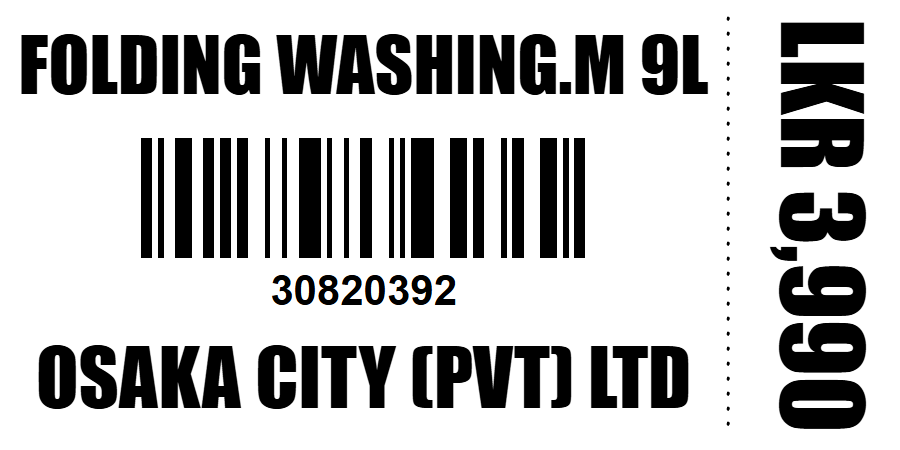 FOLDING WASHING.M 9L
30820392
OSAKA CITY (PVT) LTD
LKR 3,990